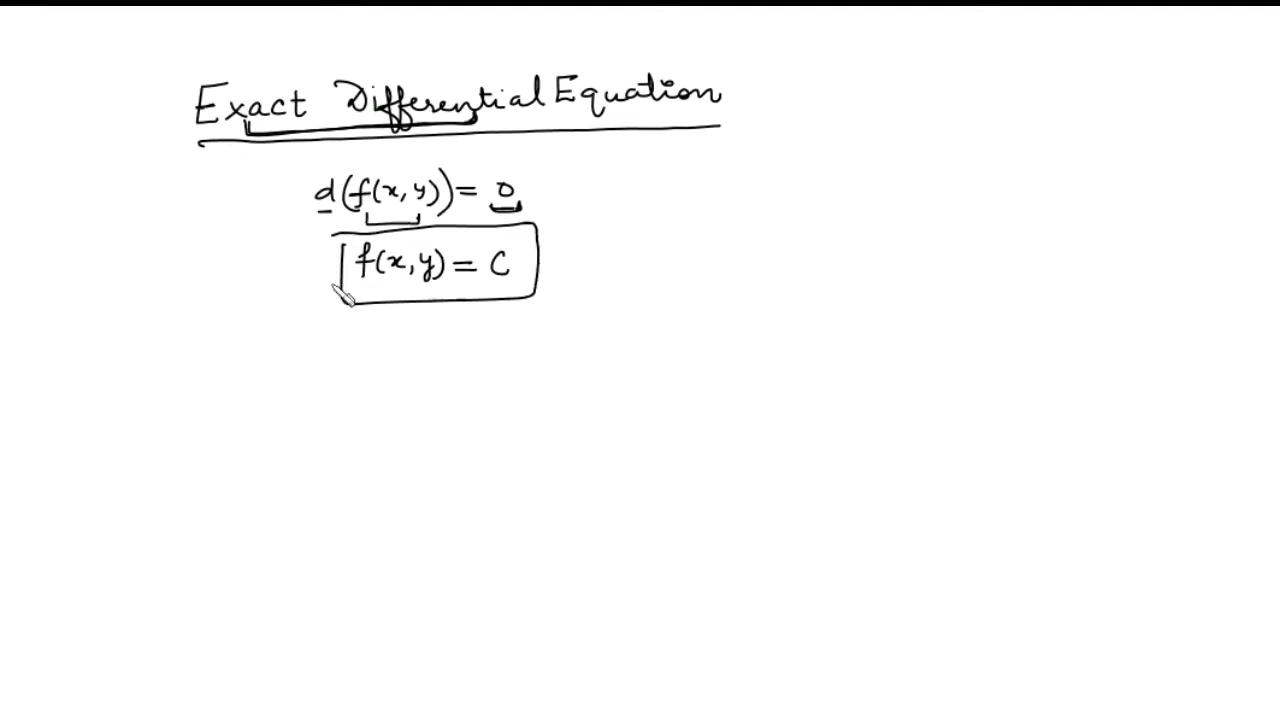 Exact Differential Equation
d(f(x,y)) = 0
f(x,y) = C